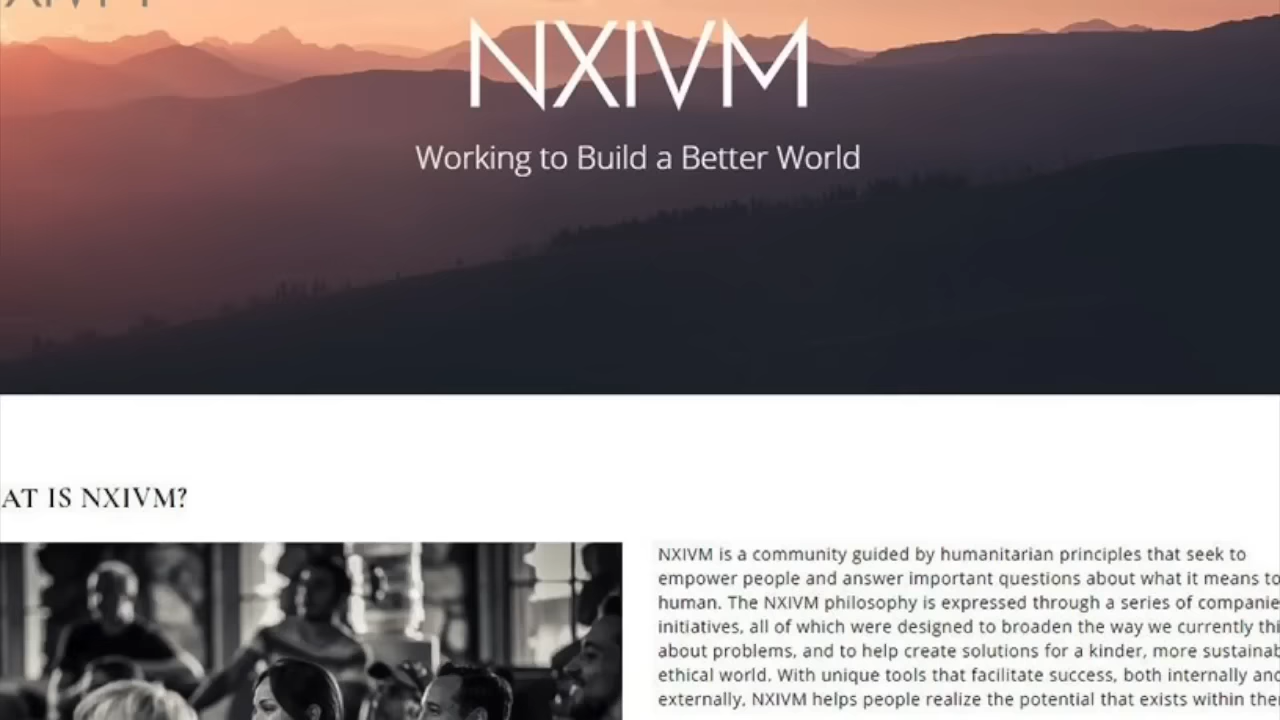 NXIVM
Working to Build a Better World
AT IS NXIVM?
NXIVM is a community guided by humanitarian principles that seek to
empower people and answer important questions about what it means to
human. The NXIVM philosophy is expressed through a series of companie
initiatives, all of which were designed to broaden the way we currently thi
about problems, and to help create solutions for a kinder, more sustainab
ethical world. With unique tools that facilitate success, both internally and
externally, NXIVM helps people realize the potential that exists within the